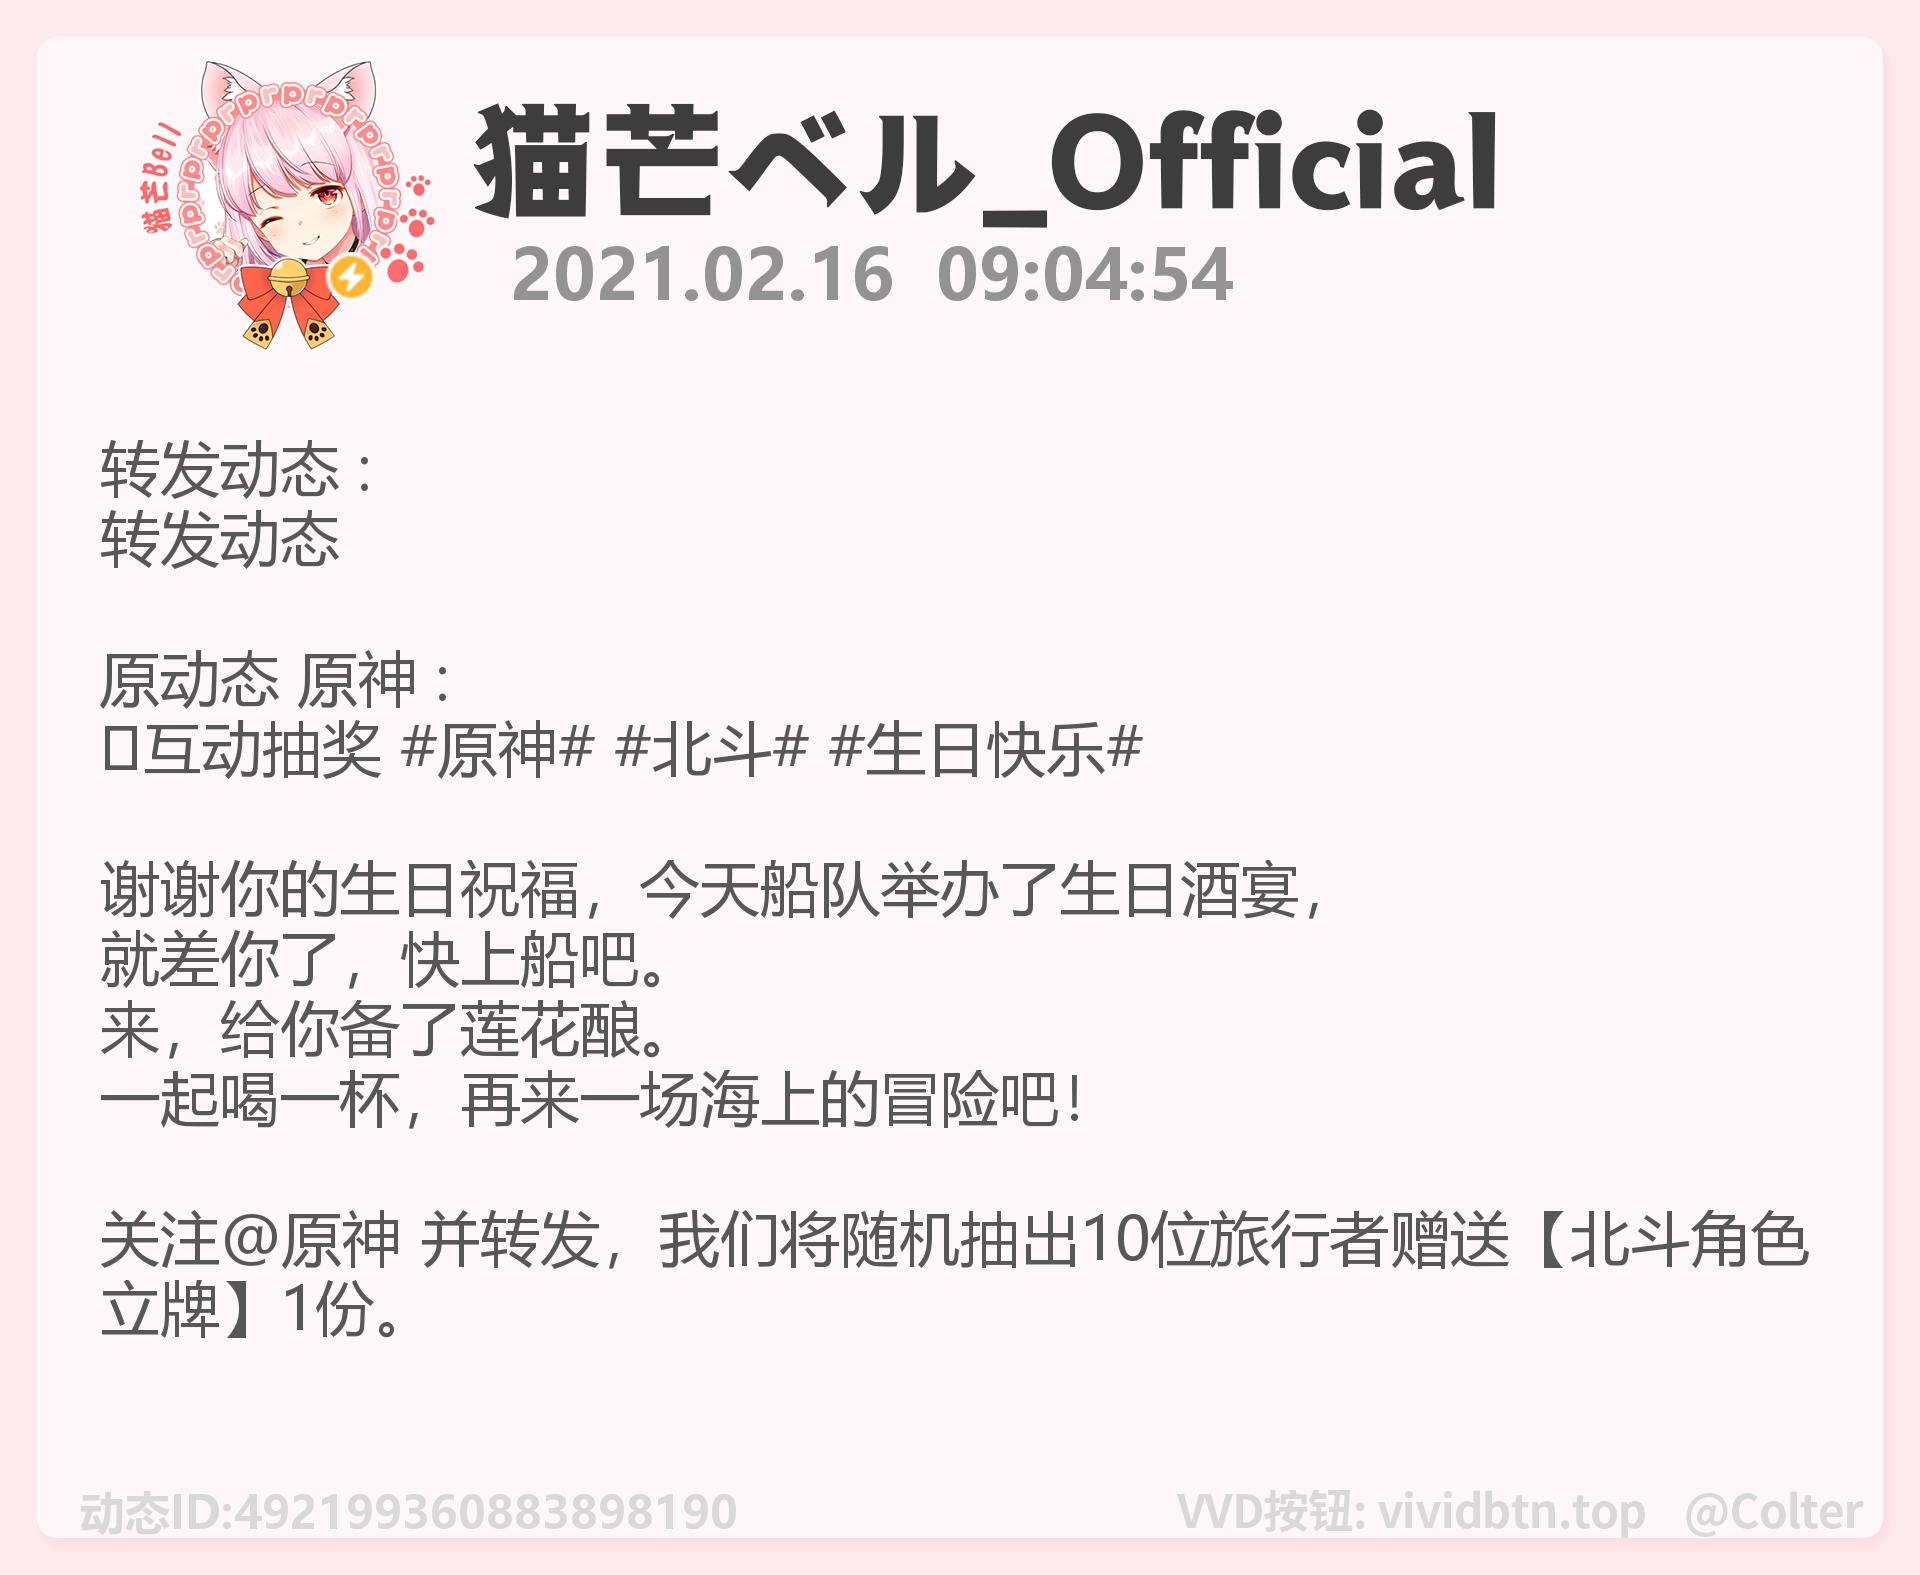 猫芒Bell
prprprprprprprprprpr
猫芒ベル_Official
2021.02.16 09:04:54
转发动态：
转发动态
原动态 原神：
互动抽奖 #原神# #北斗# #生日快乐#
谢谢你的生日祝福，今天船队举办了生日酒宴，
就差你了，快上船吧。
来，给你备了莲花酿。
一起喝一杯，再来一场海上的冒险吧！
关注@原神 并转发，我们将随机抽出10位旅行者赠送【北斗角色
立牌】1份。
动态ID:492199360883898190
VVD按钮: vividbtn.top @Colter